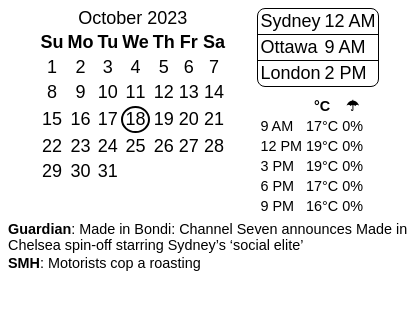 October 2023
Su Mo Tu We Th Fr Sa
1 2 3 4 5 6 7
8 9 10 11 12 13 14
15 16 17 18 19 20 21
22 23 24 25 26 27 28
29 30 31
Sydney 12 AM
Ottawa 9 AM
London 2 PM
°C ☂
9 AM 17°C 0%
12 PM 19°C 0%
3 PM 19°C 0%
6 PM 17°C 0%
9 PM 16°C 0%
Guardian: Made in Bondi: Channel Seven announces Made in
Chelsea spin-off starring Sydney’s ‘social elite’
SMH: Motorists cop a roasting